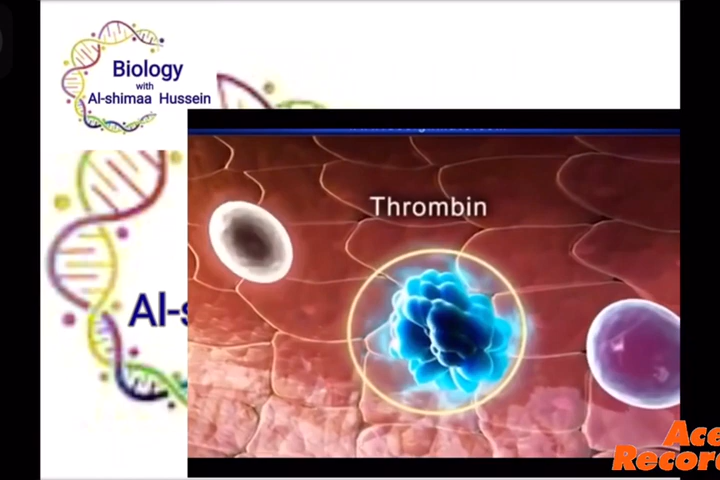 Biology
with
Al-shimaa Hussein
Thrombin
Al-s
Ace
Recor